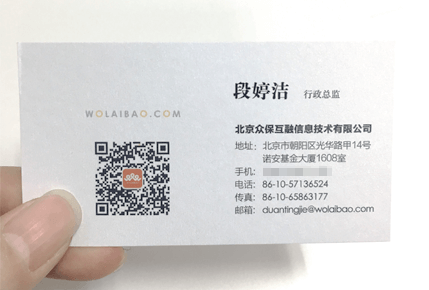 WOLAIBAO.COM
段婷洁 行政总监
北京众保互融信息技术有限公司
地址：北京市朝阳区光华路甲14号
诺安基金大厦1608室
手机：
电话：86-10-57136524
传真：86-10-65863177
邮箱：duantingjie@wolaibao.com